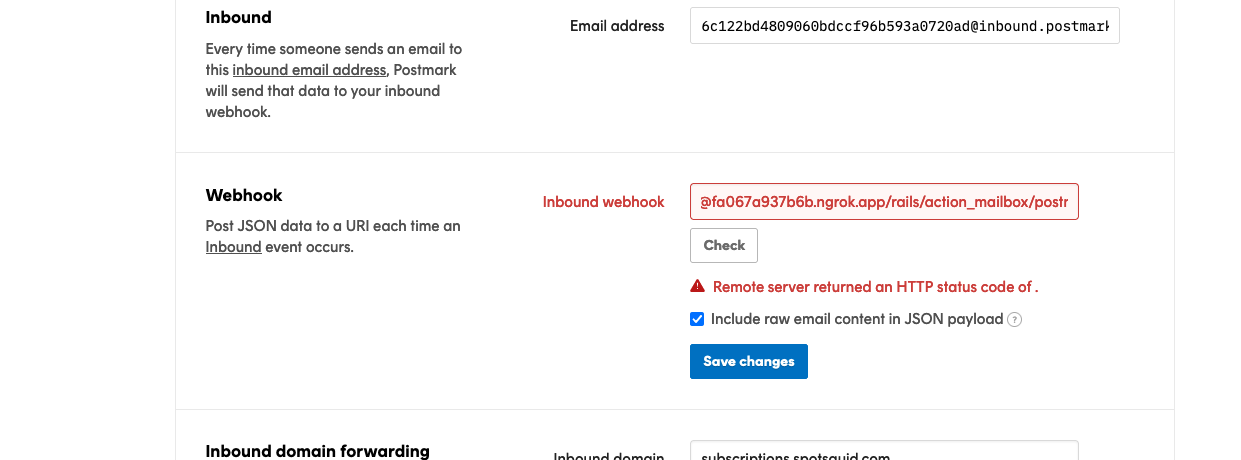 Inbound
Email address
6c122bd4809060bdccf96b593a0720ad@inbound.postmark
Every time someone sends an email to
this inbound email address, Postmark
will send that data to your inbound
webhook.
Webhook
Inbound webhook
@fa067a937b6b.ngrok.app/rails/action_mailbox/postr
Post JSON data to a URI each time an
Inbound event occurs.
Check
Remote server returned an HTTP status code of .
Include raw email content in JSON payload ?
Save changes
Inbound domain forwarding
Inbound domain
subscriptions.spotsquid.com